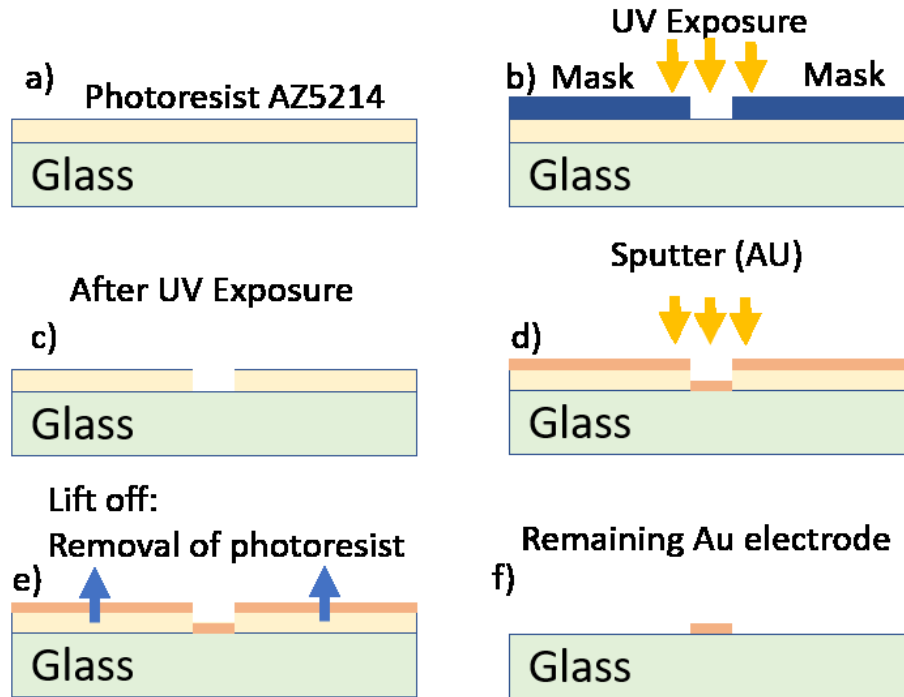 a)
Photoresist AZ5214
Glass
UV Exposure
b) Mask Mask
Glass
After UV Exposure
c)
Glass
Sputter (AU)
d)
Glass
Lift off:
Removal of photoresist
e)
Glass
Remaining Au electrode
f)
Glass